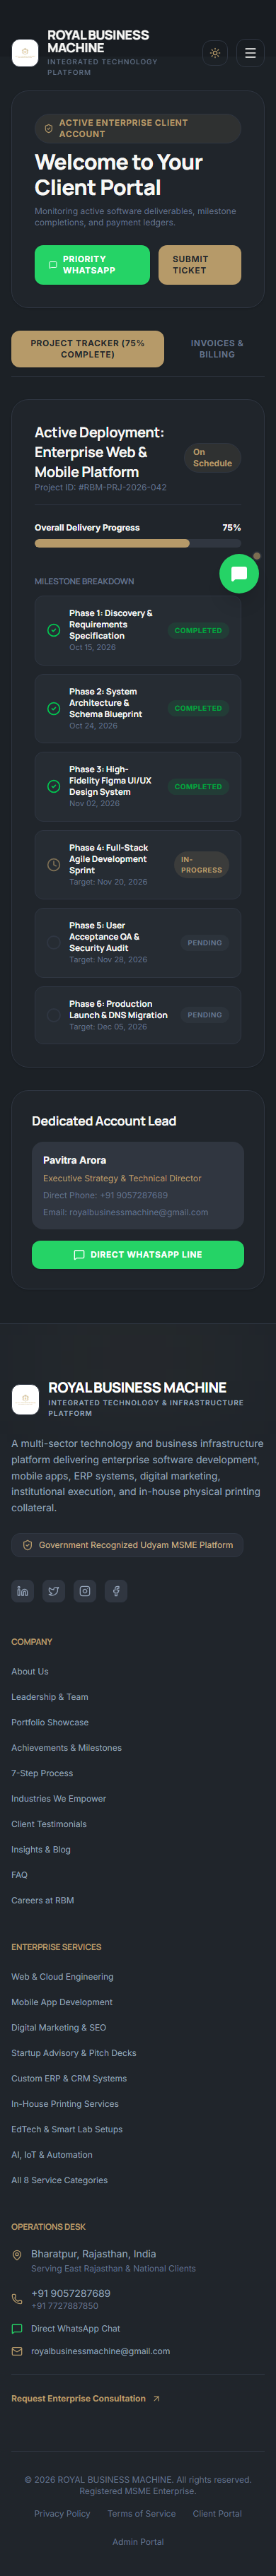 ROYAL BUSINESS
MACHINE
INTEGRATED TECHNOLOGY
PLATFORM
ACTIVE ENTERPRISE CLIENT
ACCOUNT
Welcome to Your
Client Portal
Monitoring active software deliverables, milestone
completions, and payment ledgers.
PRIORITY
WHATSAPP
SUBMIT
TICKET
PROJECT TRACKER (75%
COMPLETE)
INVOICES &
BILLING
Active Deployment:
Enterprise Web &
Mobile Platform
On
Schedule
Project ID: #RBM-PRJ-2026-042
Overall Delivery Progress
75%
MILESTONE BREAKDOWN
Phase 1: Discovery &
Requirements
Specification
Oct 15, 2026
COMPLETED
Phase 2: System
Architecture &
Schema Blueprint
Oct 24, 2026
COMPLETED
Phase 3: High-
Fidelity Figma UI/UX
Design System
Nov 02, 2026
COMPLETED
Phase 4: Full-Stack
Agile Development
Sprint
Target: Nov 20, 2026
IN-
PROGRESS
Phase 5: User
Acceptance QA &
Security Audit
Target: Nov 28, 2026
PENDING
Phase 6: Production
Launch & DNS Migration
Target: Dec 05, 2026
PENDING
Dedicated Account Lead
Pavitra Arora
Executive Strategy & Technical Director
Direct Phone: +91 9057287689
Email: royalbusinessmachine@gmail.com
DIRECT WHATSAPP LINE
ROYAL BUSINESS MACHINE
INTEGRATED TECHNOLOGY & INFRASTRUCTURE
PLATFORM
A multi-sector technology and business infrastructure
platform delivering enterprise software development,
mobile apps, ERP systems, digital marketing,
institutional execution, and in-house physical printing
collateral.
Government Recognized Udyam MSME Platform
COMPANY
About Us
Leadership & Team
Portfolio Showcase
Achievements & Milestones
7-Step Process
Industries We Empower
Client Testimonials
Insights & Blog
FAQ
Careers at RBM
ENTERPRISE SERVICES
Web & Cloud Engineering
Mobile App Development
Digital Marketing & SEO
Startup Advisory & Pitch Decks
Custom ERP & CRM Systems
In-House Printing Services
EdTech & Smart Lab Setups
AI, IoT & Automation
All 8 Service Categories
OPERATIONS DESK
Bharatpur, Rajasthan, India
Serving East Rajasthan & National Clients
+91 9057287689
+91 7727887850
Direct WhatsApp Chat
royalbusinessmachine@gmail.com
Request Enterprise Consultation
© 2026 ROYAL BUSINESS MACHINE. All rights reserved.
Registered MSME Enterprise.
Privacy Policy
Terms of Service
Client Portal
Admin Portal